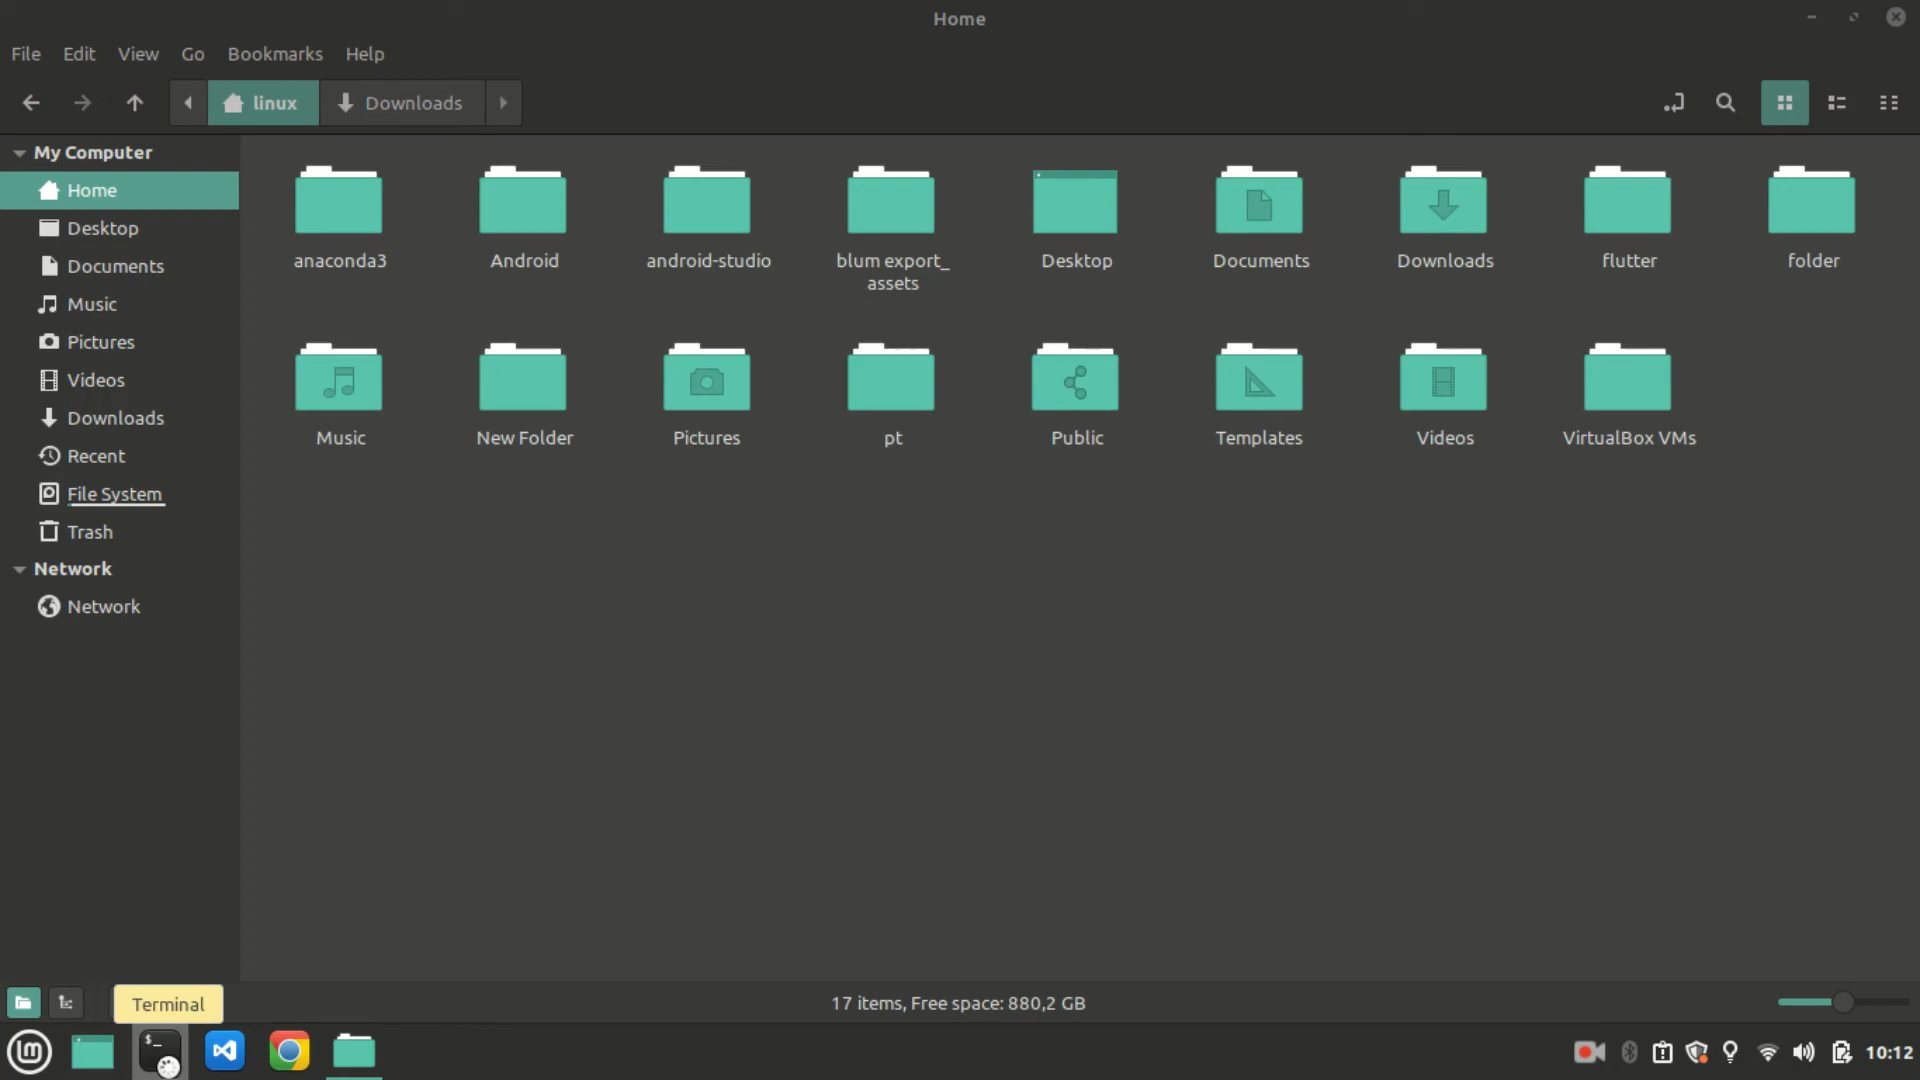 Home
File Edit View Go Bookmarks Help
linux Downloads
My Computer
Home
Desktop
Documents
Music
Pictures
Videos
Downloads
Recent
File System
Trash
Network
Network
anaconda3 Android android-studio blum export_ Desktop Documents Downloads flutter folder
assets
Music New Folder Pictures pt Public Templates Videos VirtualBox VMs
Terminal
17 items, Free space: 880,2 GB
$_
10:12